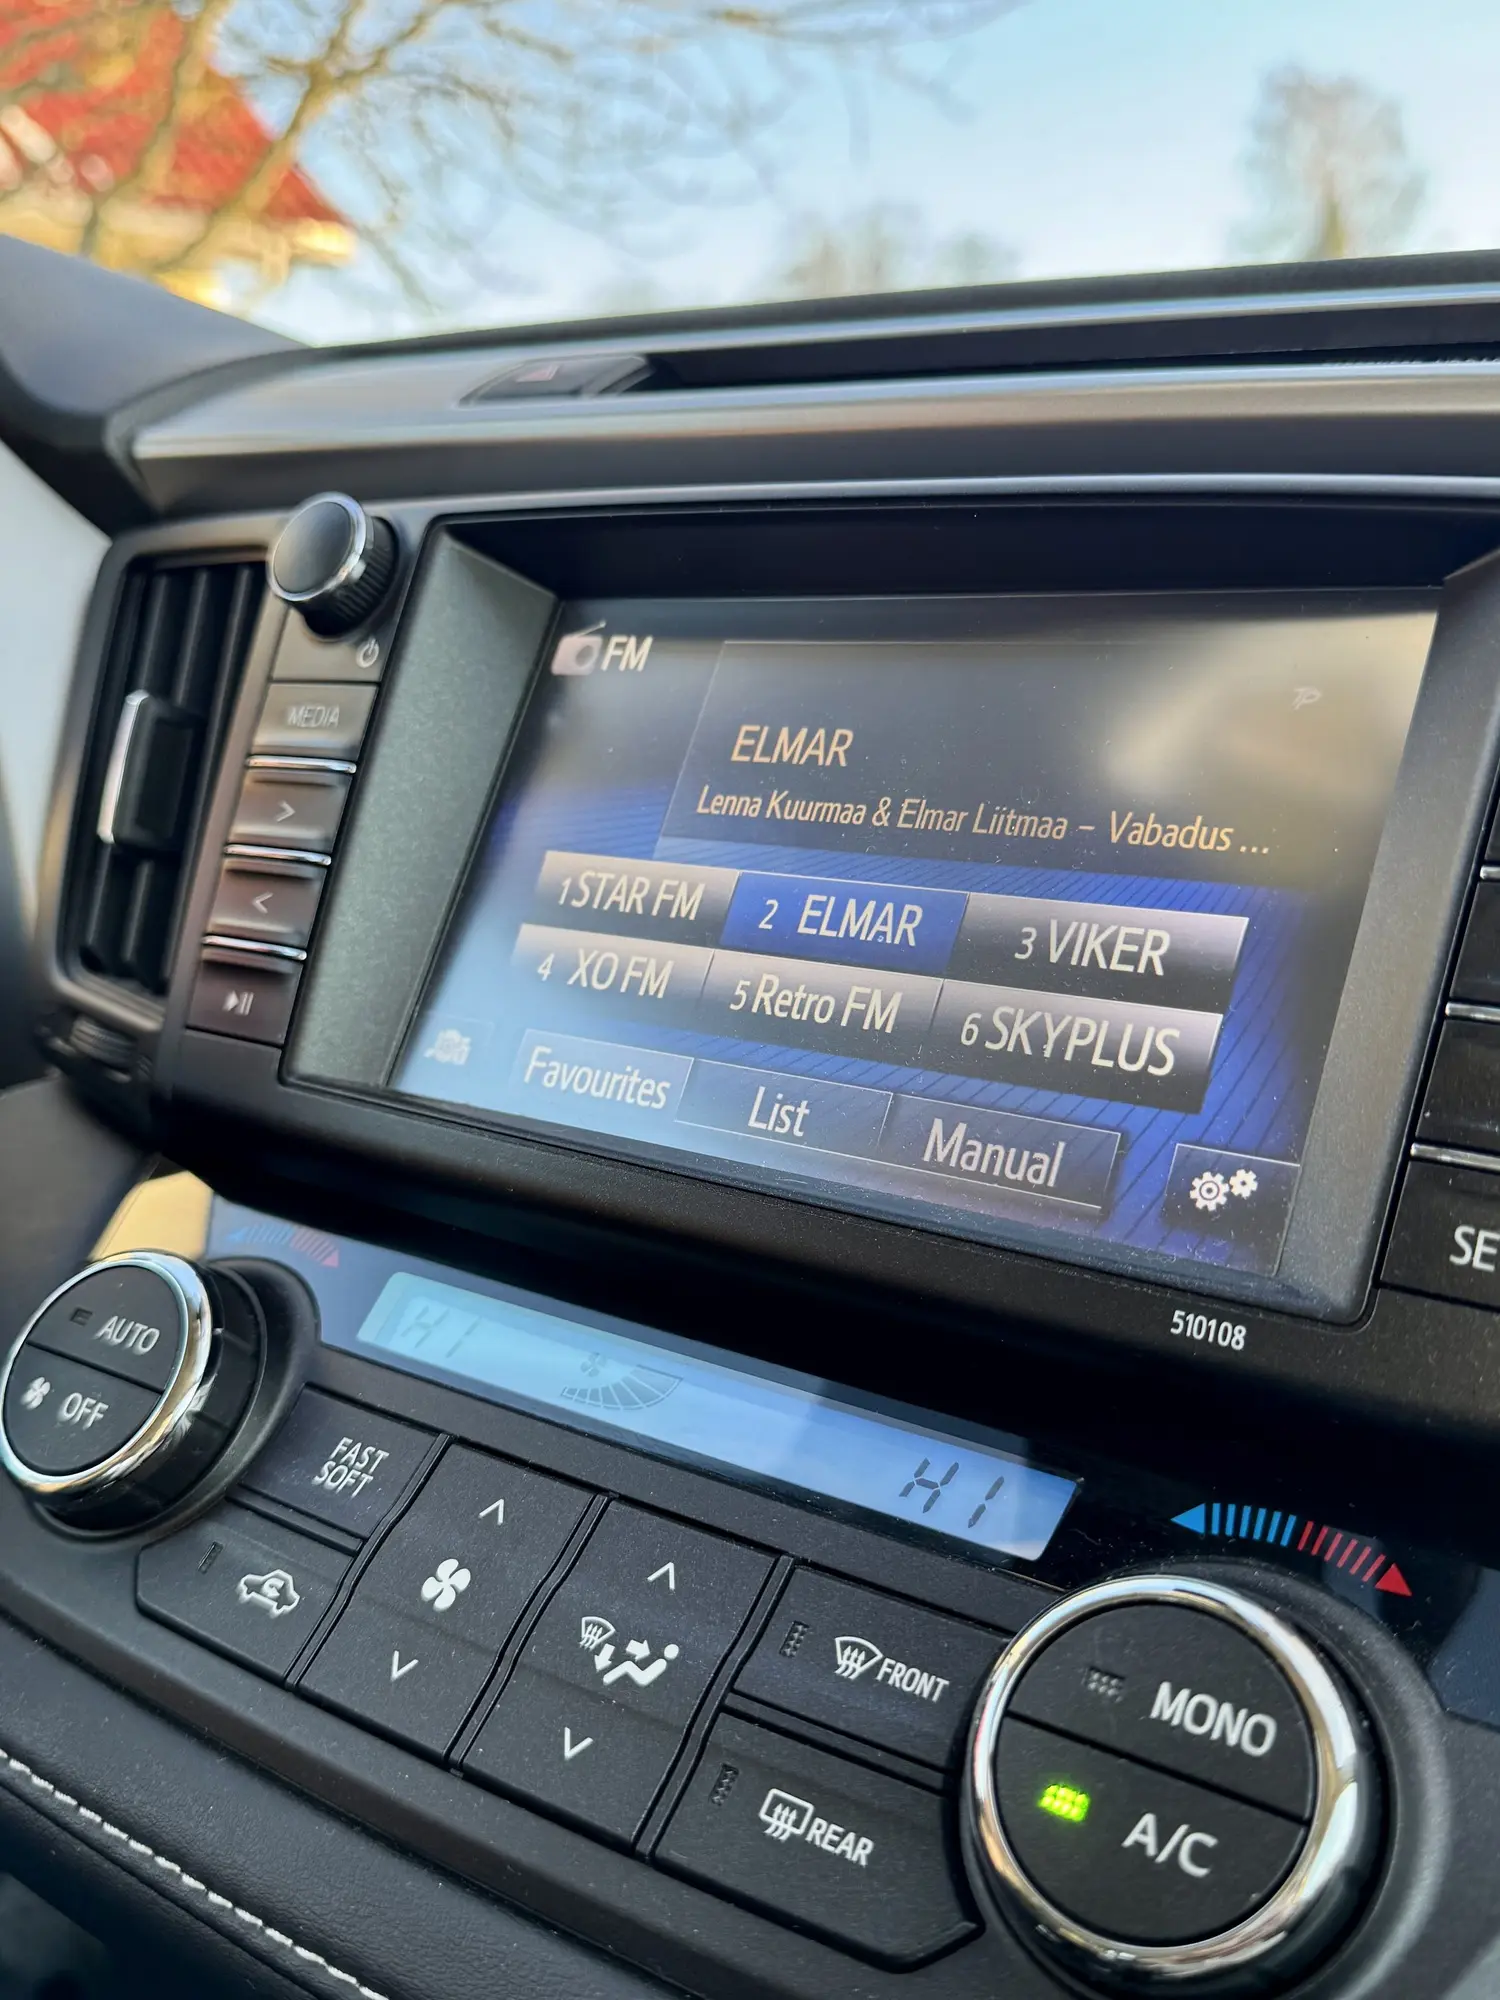 FM
TP
ELMAR
Lenna Kuurmaa & Elmar Liitmaa – Vabadus ...
1 STAR FM 2 ELMAR 3 VIKER
4 XO FM 5 Retro FM 6 SKYPLUS
Favourites List Manual
MEDIA
>
<
510108
AUTO
OFF
HI
HI
FAST
SOFT
FRONT
REAR
MONO
A/C